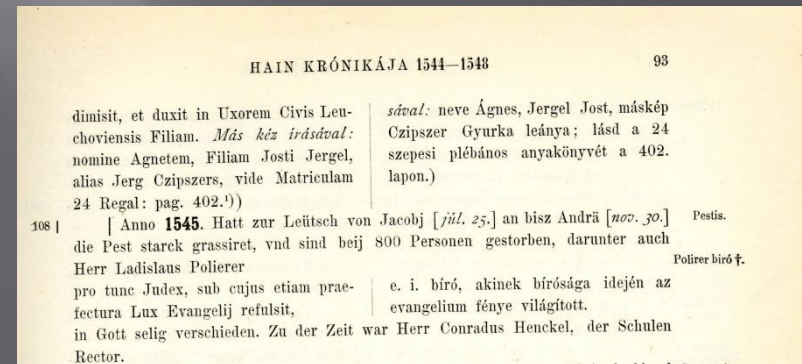 HAIN KRÓNIKÁJA 1544—1548
93
dimisit, et duxit in Uxorem Civis Leu-
choviensis Filiam. Más kéz írásával:
nomine Agnetem, Filiam Josti Jergel,
alias Jerg Czipszers, vide Matriculam
24 Regal: pag. 402.¹))
sával: neve Ágnes, Jergel Jost, máskép
Czipszer Gyurka leánya; lásd a 24
szepesi plébános anyakönyvét a 402.
lapon.)
108 |
| Anno 1545. Hatt zur Leütsch von Jacobj [júl. 25.] an bisz Andrä [nov. 30.]
Pestis.
die Pest starck grassiret, vnd sind beij 800 Personen gestorben, darunter auch
Herr Ladislaus Polierer
Polirer biró †.
pro tunc Judex, sub cujus etiam prae-
fectura Lux Evangelij refulsit,
e. i. bíró, akinek bírósága idején az
evangelium fénye világított.
in Gott selig verschieden. Zu der Zeit war Herr Conradus Henckel, der Schulen
Rector.